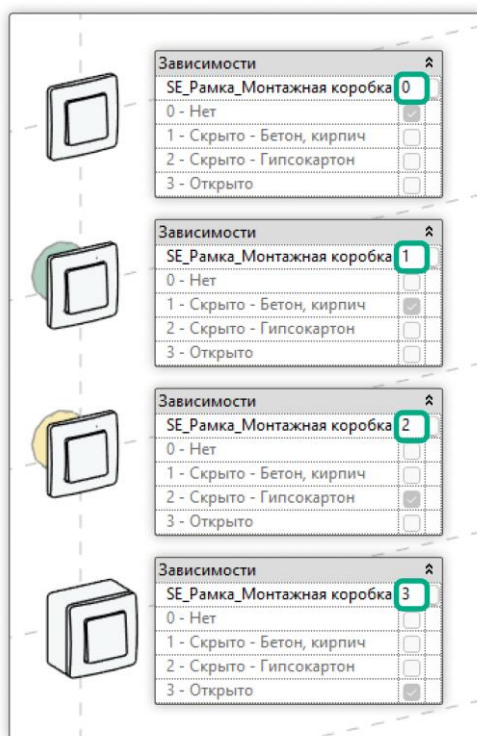 Зависимости
SE_Рамка_Монтажная коробка 0
0 - Нет
1 - Скрыто - Бетон, кирпич
2 - Скрыто - Гипсокартон
3 - Открыто
Зависимости
SE_Рамка_Монтажная коробка 1
0 - Нет
1 - Скрыто - Бетон, кирпич
2 - Скрыто - Гипсокартон
3 - Открыто
Зависимости
SE_Рамка_Монтажная коробка 2
0 - Нет
1 - Скрыто - Бетон, кирпич
2 - Скрыто - Гипсокартон
3 - Открыто
Зависимости
SE_Рамка_Монтажная коробка 3
0 - Нет
1 - Скрыто - Бетон, кирпич
2 - Скрыто - Гипсокартон
3 - Открыто